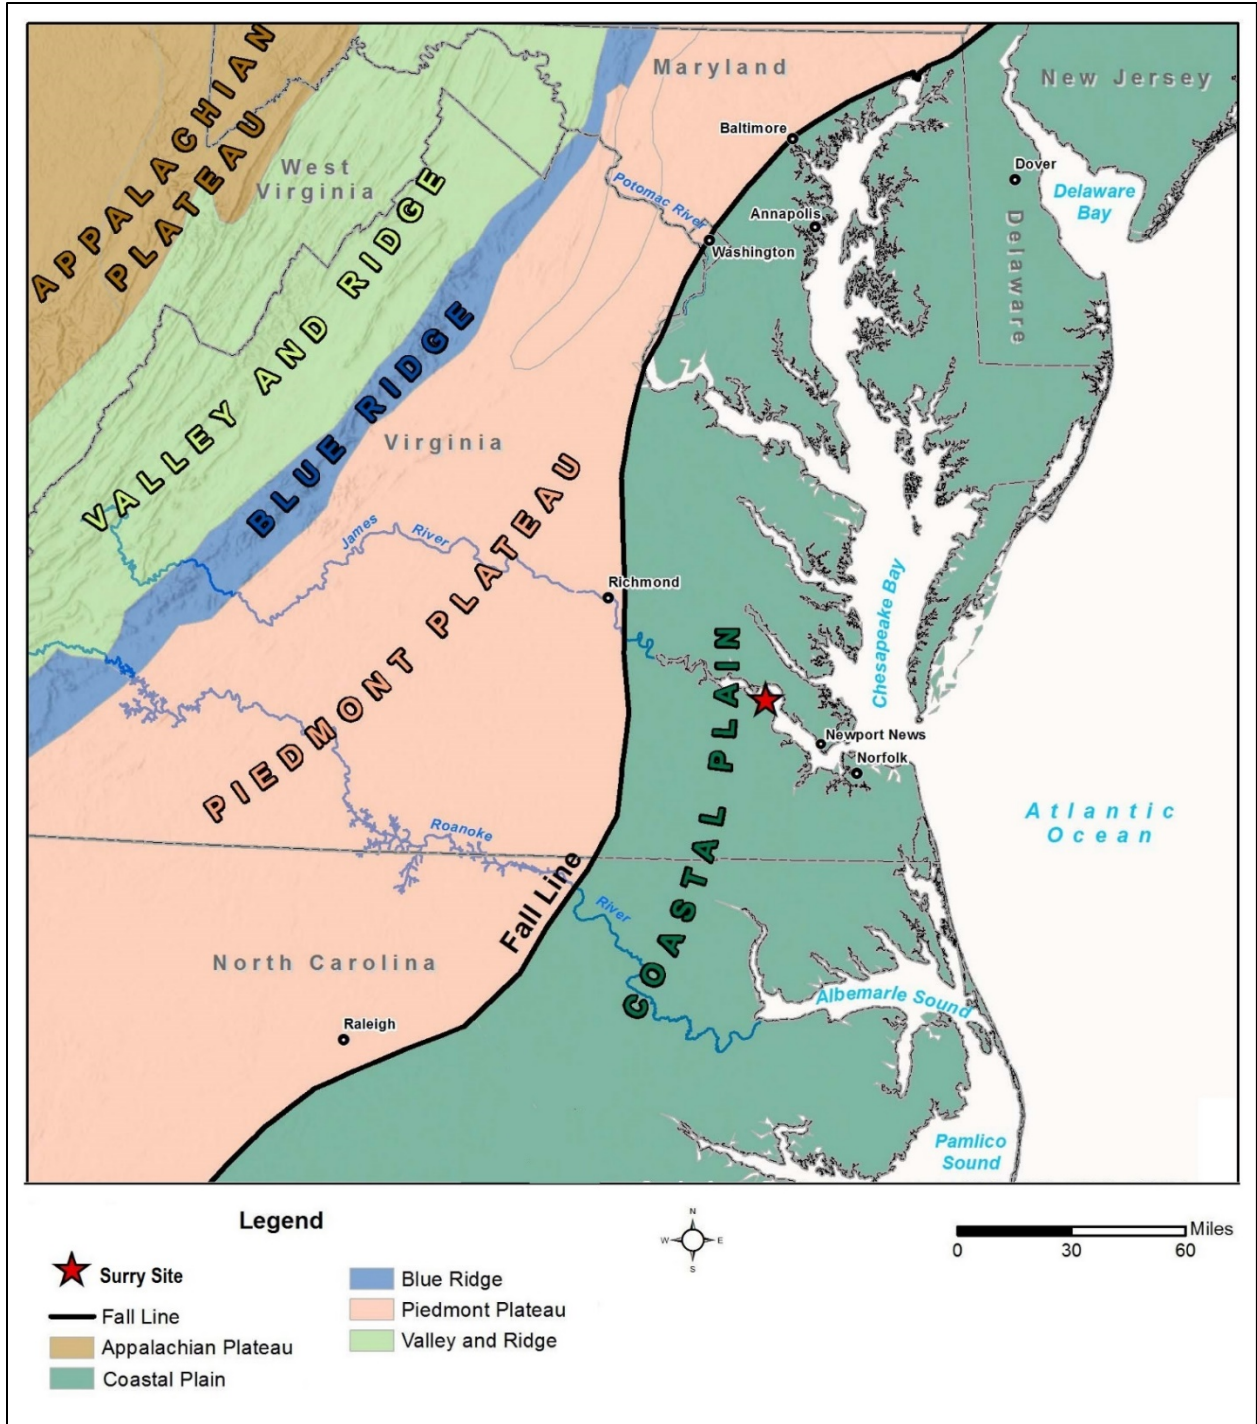 APPALACHIAN
PLATEAU
Maryland
New Jersey
Baltimore
West
Virginia
Dover
Potomac River
Delaware
Bay
Annapolis
Delaware
Washington
VALLEY AND RIDGE
BLUE RIDGE
Virginia
PIEDMONT PLATEAU
James
River
Richmond
Chesapeake Bay
COASTAL PLAIN
Newport News
Norfolk
Atlantic
Ocean
Roanoke
Fall Line
River
North Carolina
Albemarle Sound
Raleigh
Pamlico
Sound
Legend
Surry Site
Fall Line
Appalachian Plateau
Coastal Plain
Blue Ridge
Piedmont Plateau
Valley and Ridge
N
W E
S
Miles
0 30 60